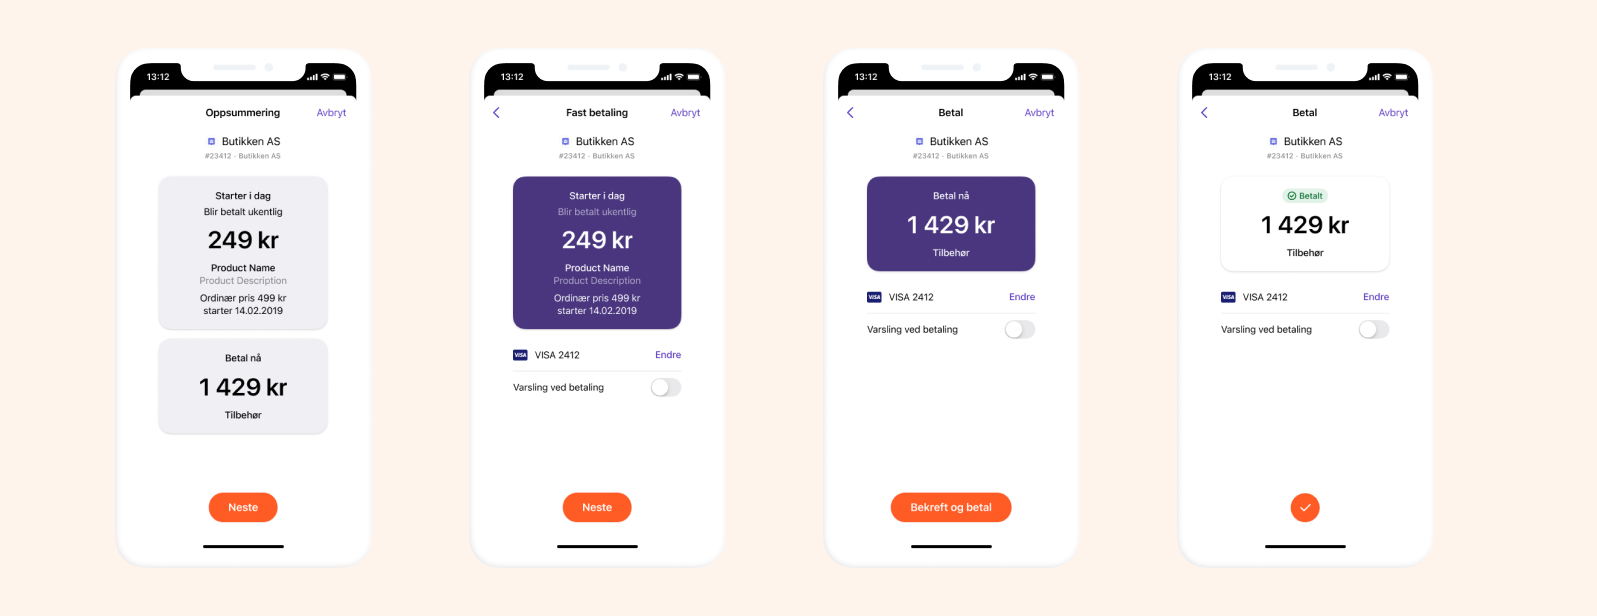 13:12
Oppsummering Avbryt
Butikken AS
#23412 - Butikken AS
Starter i dag
Blir betalt ukentlig
249 kr
Product Name
Product Description
Ordinær pris 499 kr
starter 14.02.2019
Betal nå
1 429 kr
Tilbehør
Neste
13:12
Fast betaling Avbryt
Butikken AS
#23412 - Butikken AS
Starter i dag
Blir betalt ukentlig
249 kr
Product Name
Product Description
Ordinær pris 499 kr
starter 14.02.2019
VISA VISA 2412 Endre
Varsling ved betaling
Neste
13:12
Betal Avbryt
Butikken AS
#23412 - Butikken AS
Betal nå
1 429 kr
Tilbehør
VISA VISA 2412 Endre
Varsling ved betaling
Bekreft og betal
13:12
Betal Avbryt
Butikken AS
#23412 - Butikken AS
Betalt
1 429 kr
Tilbehør
VISA VISA 2412 Endre
Varsling ved betaling